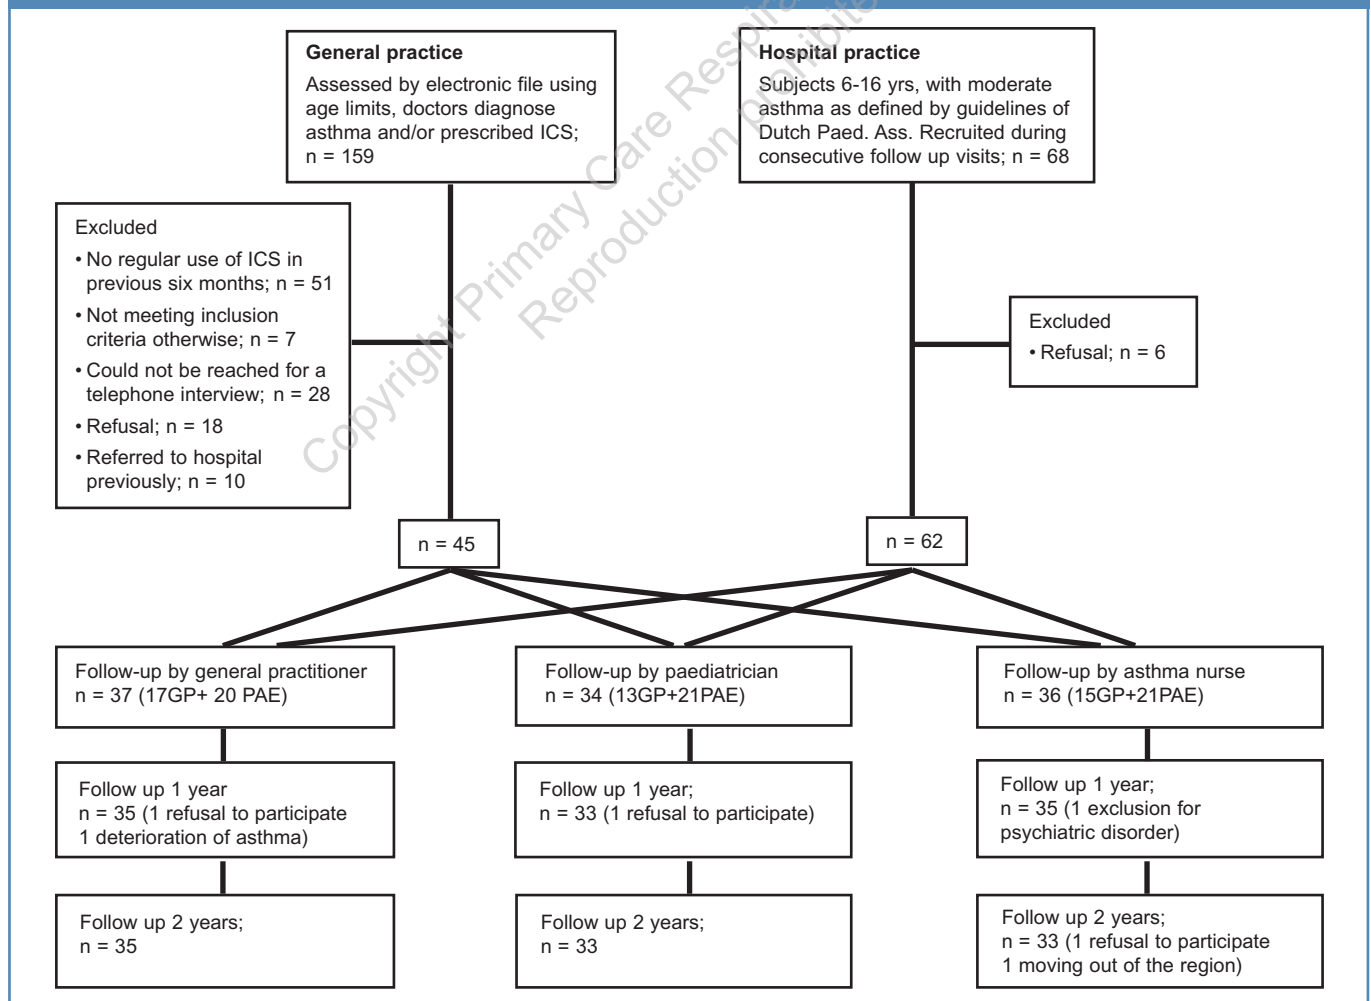 General practice
Assessed by electronic file using
age limits, doctors diagnose
asthma and/or prescribed ICS;
n = 159
Hospital practice
Subjects 6-16 yrs, with moderate
asthma as defined by guidelines of
Dutch Paed. Ass. Recruited during
consecutive follow up visits; n = 68
Excluded
• No regular use of ICS in
previous six months; n = 51
• Not meeting inclusion
criteria otherwise; n = 7
• Could not be reached for a
telephone interview; n = 28
• Refusal; n = 18
• Referred to hospital
previously; n = 10
Excluded
• Refusal; n = 6
Copyright Primary Care
Reproduction
n = 45
n = 62
Follow-up by general practitioner
n = 37 (17GP+ 20 PAE)
Follow-up by paediatrician
n = 34 (13GP+21PAE)
Follow-up by asthma nurse
n = 36 (15GP+21PAE)
Follow up 1 year
n = 35 (1 refusal to participate
1 deterioration of asthma)
Follow up 1 year;
n = 33 (1 refusal to participate)
Follow up 1 year;
n = 35 (1 exclusion for
psychiatric disorder)
Follow up 2 years;
n = 35
Follow up 2 years;
n = 33
Follow up 2 years;
n = 33 (1 refusal to participate
1 moving out of the region)